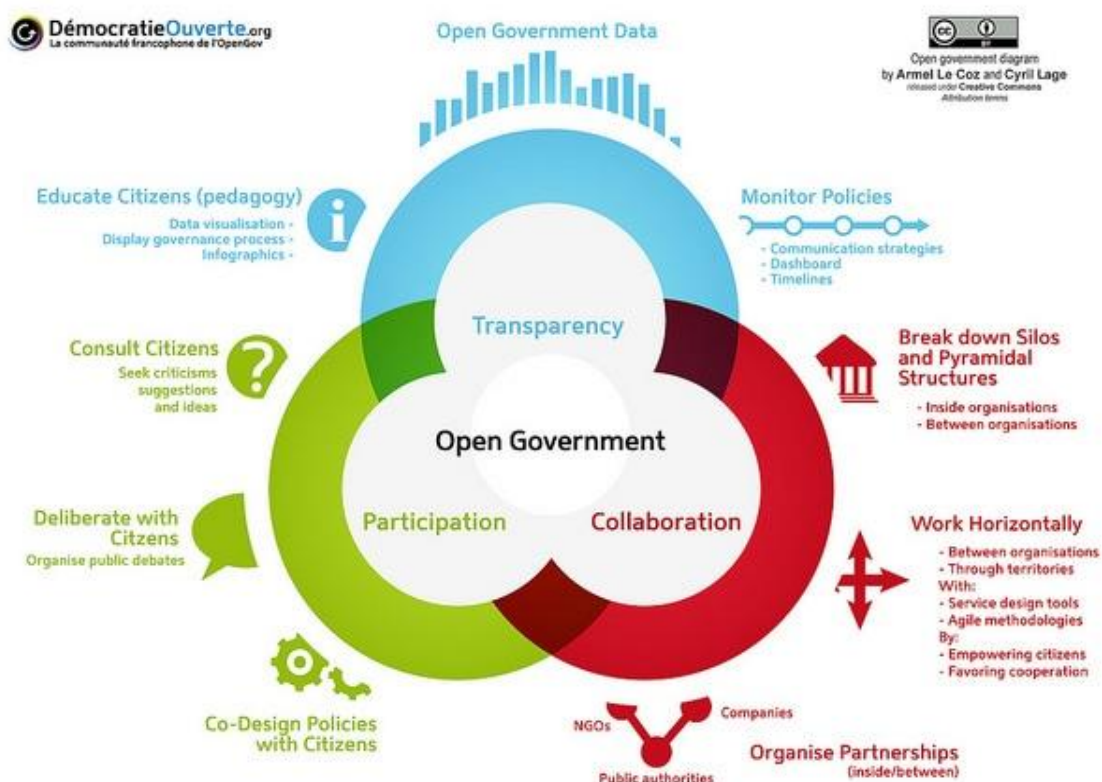 DémocratieOuverte.org
La communauté francophone de l'OpenGov
Open Government Data
cc
BY
Open government diagram
by Armel Le Coz and Cyril Lage
released under Creative Commons
Attribution terms
Educate Citizens (pedagogy)
Data visualisation -
Display governance process -
Infographics -
i
Monitor Policies
- Communication strategies
- Dashboard
- Timelines
Transparency
Consult Citizens
Seek criticisms
suggestions
and ideas
?
Break down Silos
and Pyramidal
Structures
- Inside organisations
- Between organisations
Open Government
Participation
Collaboration
Deliberate with
Citzens
Organise public debates
Work Horizontally
- Between organisations
- Through territories
With:
- Service design tools
- Agile methodologies
By:
- Empowering citizens
- Favoring cooperation
Co-Design Policies
with Citizens
NGOs
Companies
Public authorities
Organise Partnerships
(inside/between)